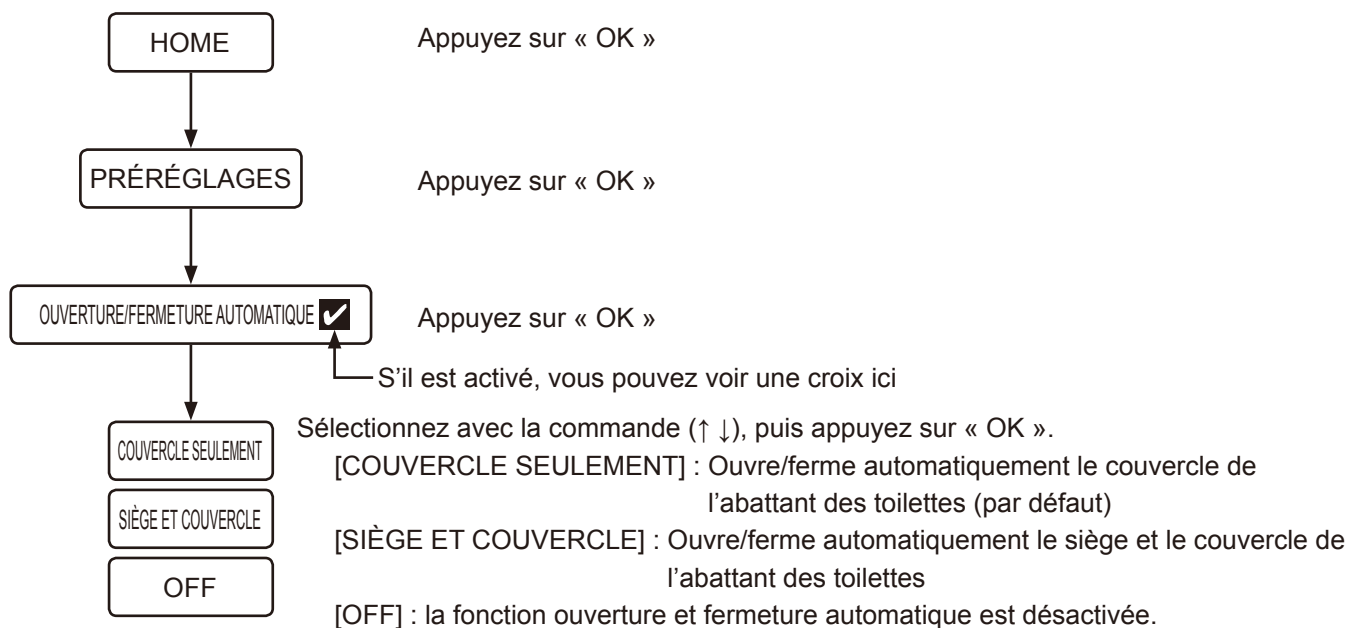 HOME
Appuyez sur « OK »
PRÉRÉGLAGES
Appuyez sur « OK »
OUVERTURE/FERMETURE AUTOMATIQUE ✔
Appuyez sur « OK »
S’il est activé, vous pouvez voir une croix ici
COUVERCLE SEULEMENT
SIÈGE ET COUVERCLE
OFF
Sélectionnez avec la commande (↑ ↓), puis appuyez sur « OK ».
[COUVERCLE SEULEMENT] : Ouvre/ferme automatiquement le couvercle de
l’abattant des toilettes (par défaut)
[SIÈGE ET COUVERCLE] : Ouvre/ferme automatiquement le siège et le couvercle de
l’abattant des toilettes
[OFF] : la fonction ouverture et fermeture automatique est désactivée.